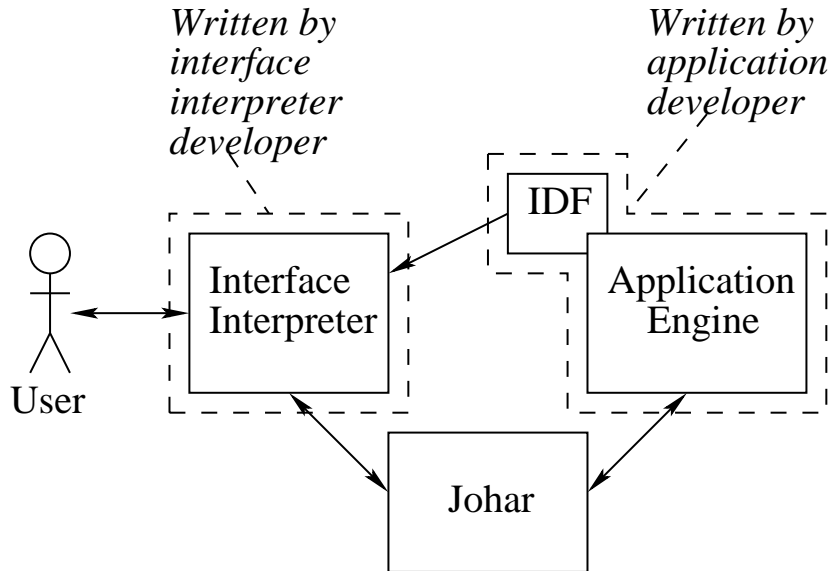 Written by
interface
interpreter
developer
Written by
application
developer
IDF
Interface
Interpreter
Application
Engine
User
Johar